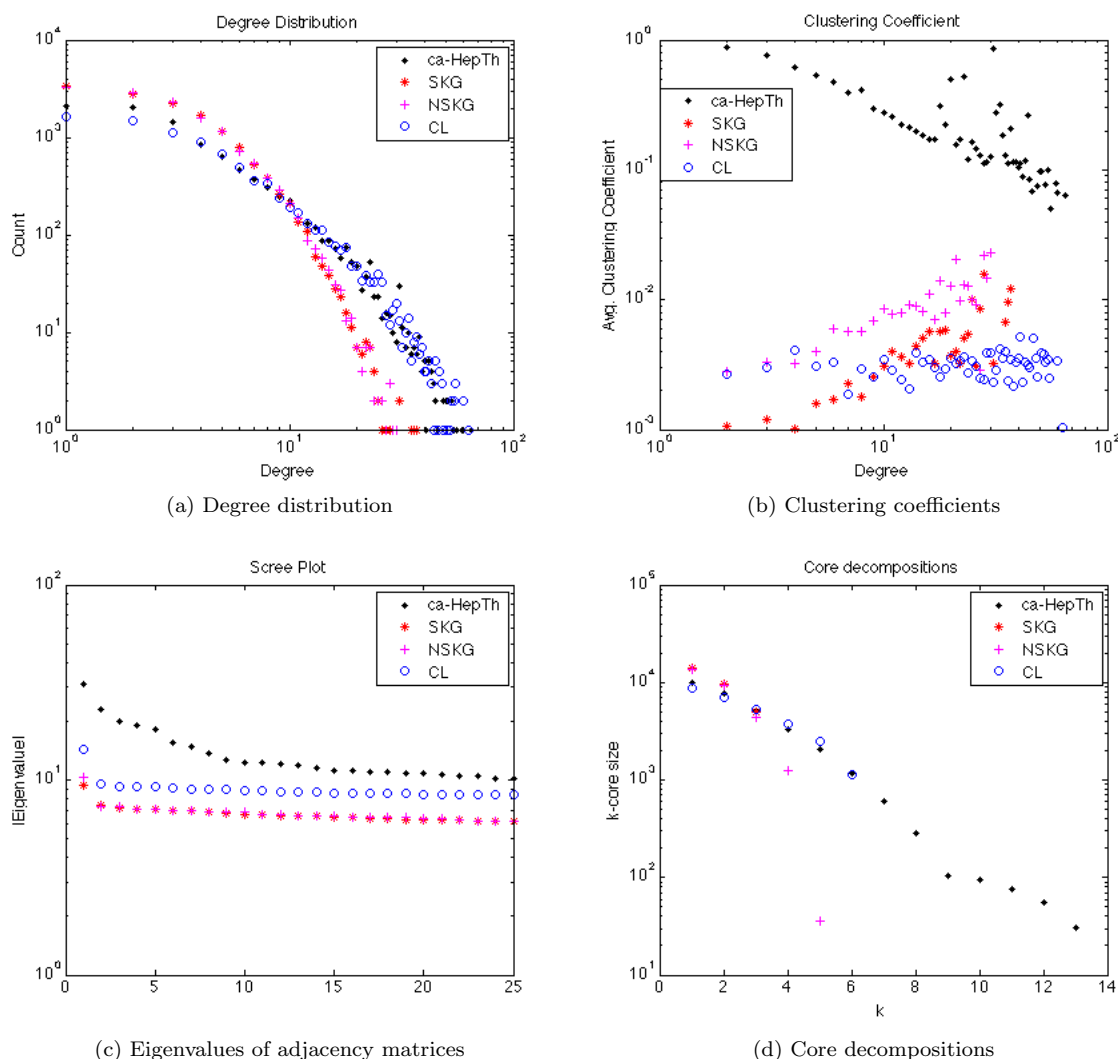 Degree Distribution
10^4
10^3
10^2
10^1
10^0
10^0
10^1
10^2
Count
Degree
ca-HepTh
SKG
NSKG
CL
(a) Degree distribution
Clustering Coefficient
10^0
10^-1
10^-2
10^-3
10^0
10^1
10^2
Avg. Clustering Coefficient
Degree
ca-HepTh
SKG
NSKG
CL
(b) Clustering coefficients
Scree Plot
10^2
10^1
10^0
0
5
10
15
20
25
|Eigenvalue|
ca-HepTh
SKG
NSKG
CL
(c) Eigenvalues of adjacency matrices
Core decompositions
10^5
10^4
10^3
10^2
10^1
0
2
4
6
8
10
12
14
k-core size
k
ca-HepTh
SKG
NSKG
CL
(d) Core decompositions